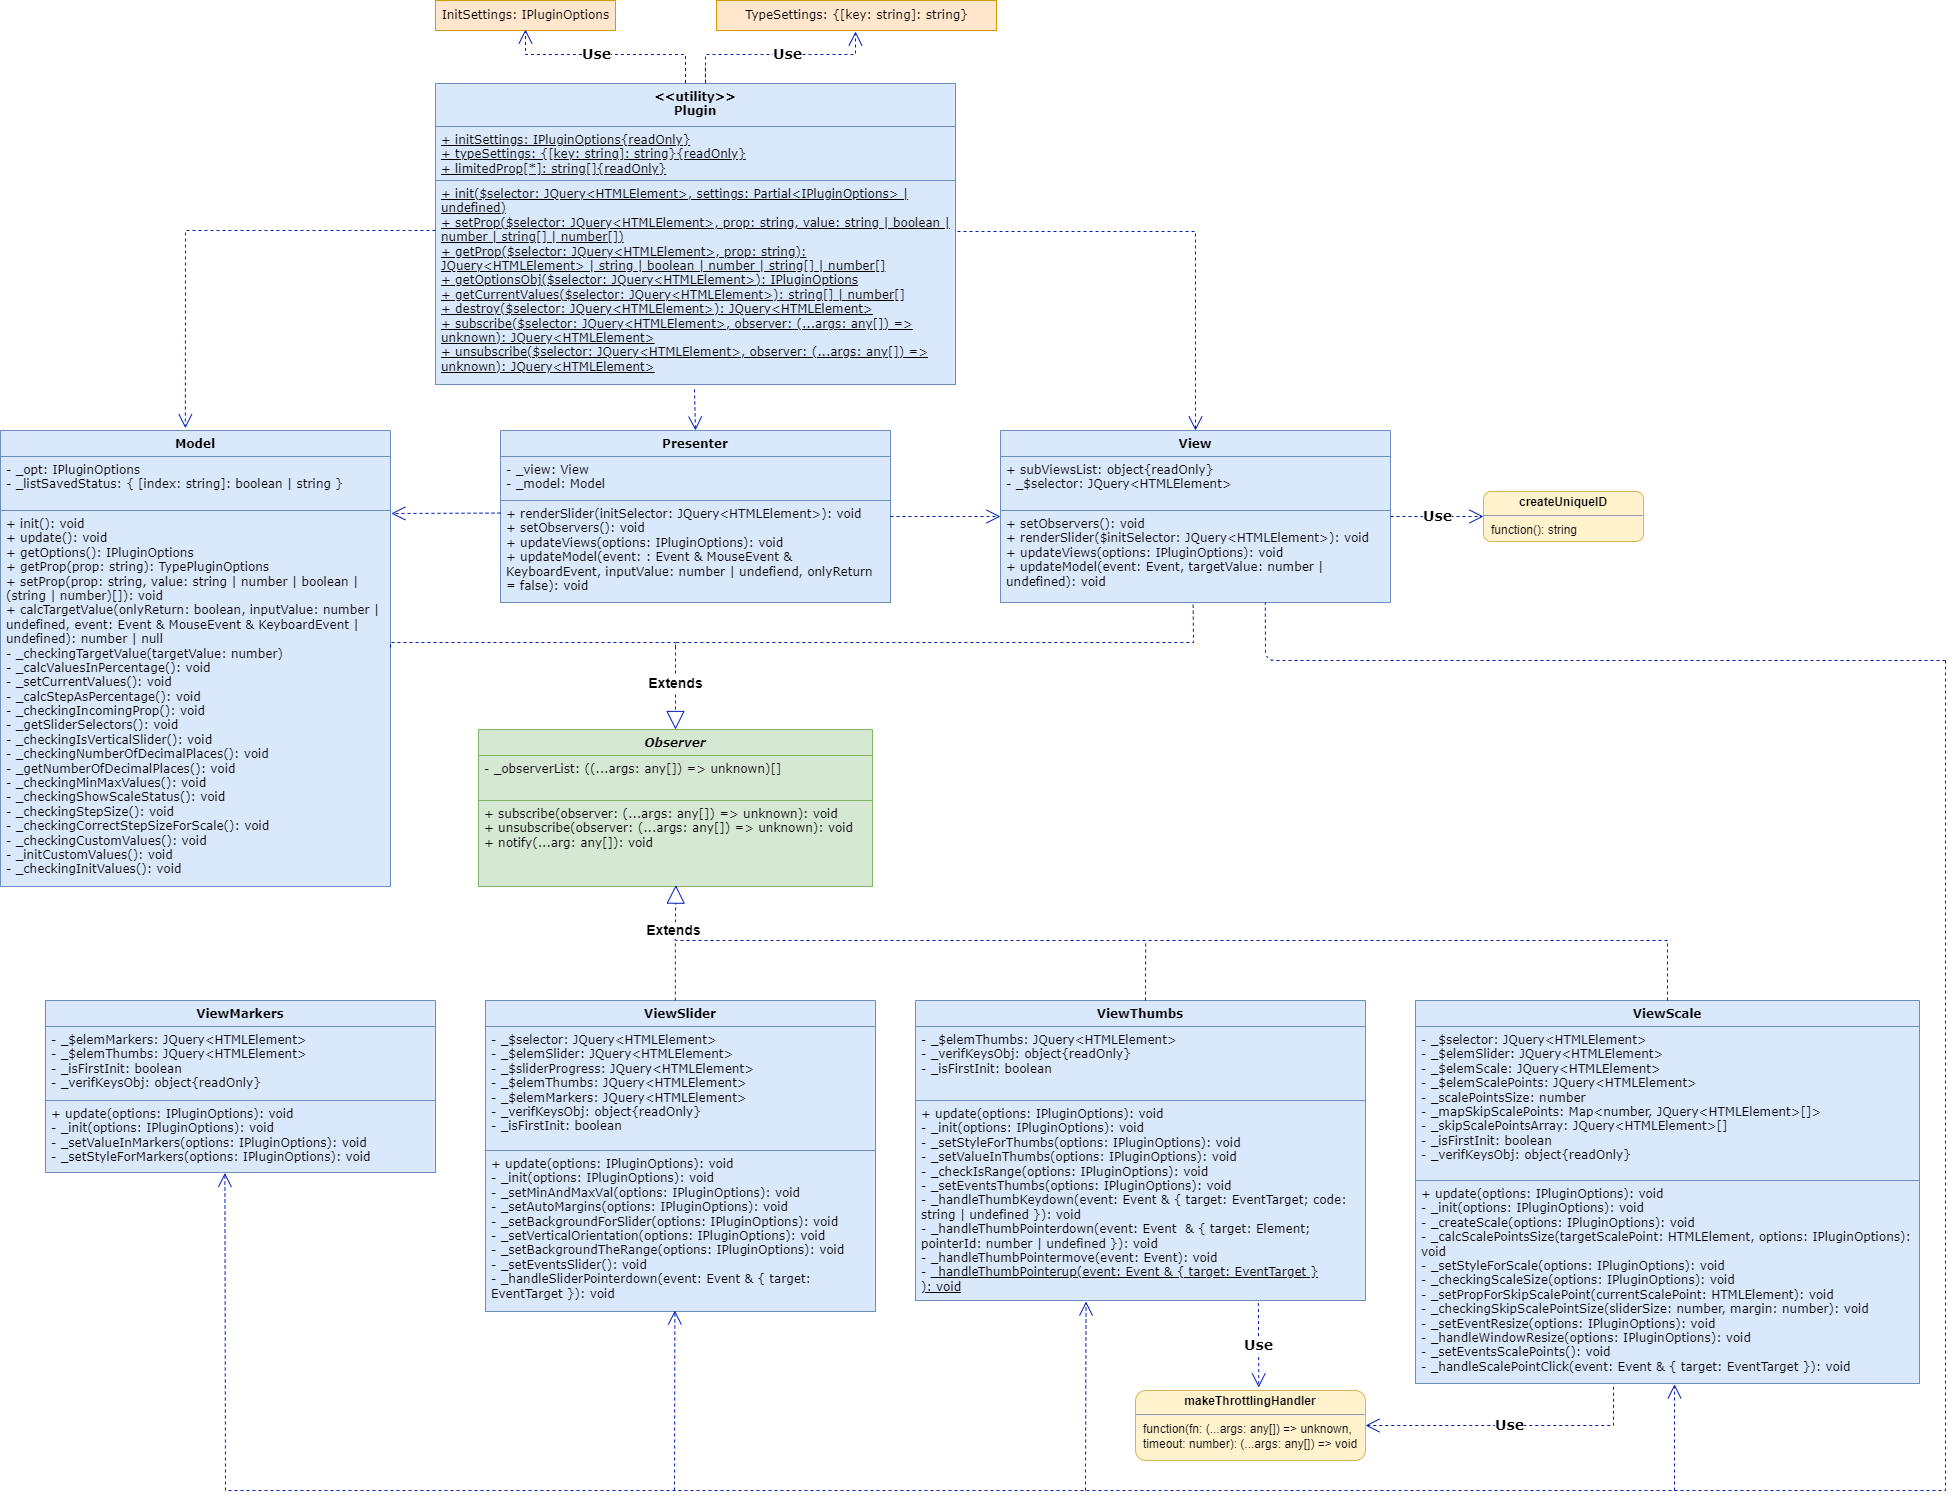 InitSettings: IPluginOptions
TypeSettings: {[key: string]: string}
Use
Use
<<utility>>
Plugin
+ initSettings: IPluginOptions{readOnly}
+ typeSettings: {[key: string]: string}{readOnly}
+ limitedProp[*]: string[]{readOnly}
+ init($selector: JQuery<HTMLElement>, settings: Partial<IPluginOptions> |
undefined)
+ setProp($selector: JQuery<HTMLElement>, prop: string, value: string | boolean |
number | string[] | number[])
+ getProp($selector: JQuery<HTMLElement>, prop: string):
JQuery<HTMLElement> | string | boolean | number | string[] | number[]
+ getOptionsObj($selector: JQuery<HTMLElement>): IPluginOptions
+ getCurrentValues($selector: JQuery<HTMLElement>): string[] | number[]
+ destroy($selector: JQuery<HTMLElement>): JQuery<HTMLElement>
+ subscribe($selector: JQuery<HTMLElement>, observer: (...args: any[]) =>
unknown): JQuery<HTMLElement>
+ unsubscribe($selector: JQuery<HTMLElement>, observer: (...args: any[]) =>
unknown): JQuery<HTMLElement>
Model
- _opt: IPluginOptions
- _listSavedStatus: { [index: string]: boolean | string }
+ init(): void
+ update(): void
+ getOptions(): IPluginOptions
+ getProp(prop: string): TypePluginOptions
+ setProp(prop: string, value: string | number | boolean |
(string | number)[]): void
+ calcTargetValue(onlyReturn: boolean, inputValue: number |
undefined, event: Event & MouseEvent & KeyboardEvent |
undefined): number | null
- _checkingTargetValue(targetValue: number)
- _calcValuesInPercentage(): void
- _setCurrentValues(): void
- _calcStepAsPercentage(): void
- _checkingIncomingProp(): void
- _getSliderSelectors(): void
- _checkingIsVerticalSlider(): void
- _checkingNumberOfDecimalPlaces(): void
- _getNumberOfDecimalPlaces(): void
- _checkingMinMaxValues(): void
- _checkingShowScaleStatus(): void
- _checkingStepSize(): void
- _checkingCorrectStepSizeForScale(): void
- _checkingCustomValues(): void
- _initCustomValues(): void
- _checkingInitValues(): void
Presenter
- _view: View
- _model: Model
+ renderSlider(initSelector: JQuery<HTMLElement>): void
+ setObservers(): void
+ updateViews(options: IPluginOptions): void
+ updateModel(event: : Event & MouseEvent &
KeyboardEvent, inputValue: number | undefiend, onlyReturn
= false): void
View
+ subViewsList: object{readOnly}
- _$selector: JQuery<HTMLElement>
+ setObservers(): void
+ renderSlider($initSelector: JQuery<HTMLElement>): void
+ updateViews(options: IPluginOptions): void
+ updateModel(event: Event, targetValue: number |
undefined): void
Use
createUniqueID
function(): string
Extends
Observer
- _observerList: ((...args: any[]) => unknown)[]
+ subscribe(observer: (...args: any[]) => unknown): void
+ unsubscribe(observer: (...args: any[]) => unknown): void
+ notify(...arg: any[]): void
Extends
ViewMarkers
- _$elemMarkers: JQuery<HTMLElement>
- _$elemThumbs: JQuery<HTMLElement>
- _isFirstInit: boolean
- _verifKeysObj: object{readOnly}
+ update(options: IPluginOptions): void
- _init(options: IPluginOptions): void
- _setValueInMarkers(options: IPluginOptions): void
- _setStyleForMarkers(options: IPluginOptions): void
ViewSlider
- _$selector: JQuery<HTMLElement>
- _$elemSlider: JQuery<HTMLElement>
- _$sliderProgress: JQuery<HTMLElement>
- _$elemThumbs: JQuery<HTMLElement>
- _$elemMarkers: JQuery<HTMLElement>
- _verifKeysObj: object{readOnly}
- _isFirstInit: boolean
+ update(options: IPluginOptions): void
- _init(options: IPluginOptions): void
- _setMinAndMaxVal(options: IPluginOptions): void
- _setAutoMargins(options: IPluginOptions): void
- _setBackgroundForSlider(options: IPluginOptions): void
- _setVerticalOrientation(options: IPluginOptions): void
- _setBackgroundTheRange(options: IPluginOptions): void
- _setEventsSlider(): void
- _handleSliderPointerdown(event: Event & { target:
EventTarget }): void
ViewThumbs
- _$elemThumbs: JQuery<HTMLElement>
- _verifKeysObj: object{readOnly}
- _isFirstInit: boolean
+ update(options: IPluginOptions): void
- _init(options: IPluginOptions): void
- _setStyleForThumbs(options: IPluginOptions): void
- _setValueInThumbs(options: IPluginOptions): void
- _checkIsRange(options: IPluginOptions): void
- _setEventsThumbs(options: IPluginOptions): void
- _handleThumbKeydown(event: Event & { target: EventTarget; code:
string | undefined }): void
- _handleThumbPointerdown(event: Event & { target: Element;
pointerId: number | undefined }): void
- _handleThumbPointermove(event: Event): void
- _handleThumbPointerup(event: Event & { target: EventTarget }
): void
ViewScale
- _$selector: JQuery<HTMLElement>
- _$elemSlider: JQuery<HTMLElement>
- _$elemScale: JQuery<HTMLElement>
- _$elemScalePoints: JQuery<HTMLElement>
- _scalePointsSize: number
- _mapSkipScalePoints: Map<number, JQuery<HTMLElement>[]>
- _skipScalePointsArray: JQuery<HTMLElement>[]
- _isFirstInit: boolean
- _verifKeysObj: object{readOnly}
+ update(options: IPluginOptions): void
- _init(options: IPluginOptions): void
- _createScale(options: IPluginOptions): void
- _calcScalePointsSize(targetScalePoint: HTMLElement, options: IPluginOptions):
void
- _setStyleForScale(options: IPluginOptions): void
- _checkingScaleSize(options: IPluginOptions): void
- _setPropForSkipScalePoint(currentScalePoint: HTMLElement): void
- _checkingSkipScalePointSize(sliderSize: number, margin: number): void
- _setEventResize(options: IPluginOptions): void
- _handleWindowResize(options: IPluginOptions): void
- _setEventsScalePoints(): void
- _handleScalePointClick(event: Event & { target: EventTarget }): void
Use
makeThrottlingHandler
function(fn: (...args: any[]) => unknown,
timeout: number): (...args: any[]) => void
Use